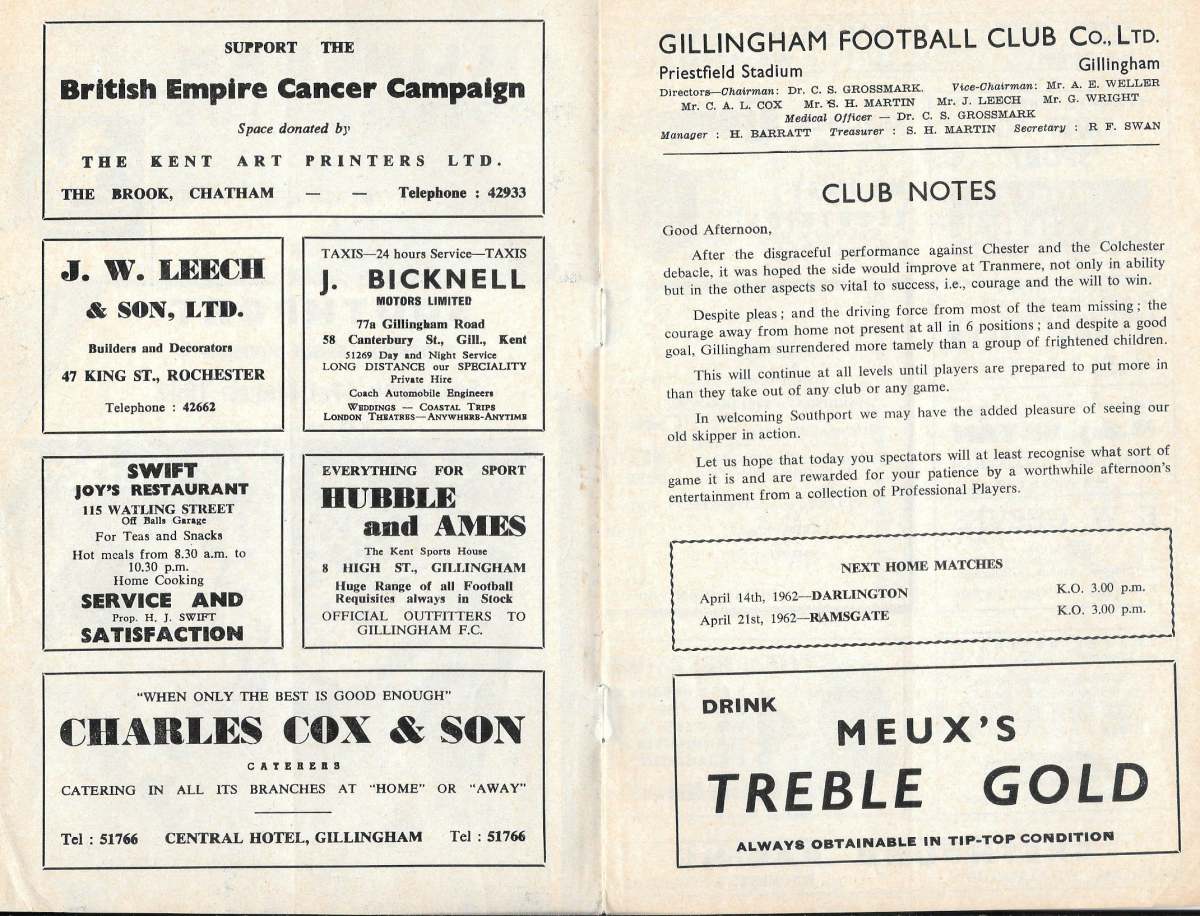 SUPPORT THE
British Empire Cancer Campaign
Space donated by
THE KENT ART PRINTERS LTD.
THE BROOK, CHATHAM — — Telephone : 42933
J. W. LEECH
& SON, LTD.
Builders and Decorators
47 KING ST., ROCHESTER
Telephone : 42662
TAXIS—24 hours Service—TAXIS
J. BICKNELL
MOTORS LIMITED
77a Gillingham Road
58 Canterbury St., Gill., Kent
51269 Day and Night Service
LONG DISTANCE our SPECIALITY
Private Hire
Coach Automobile Engineers
WEDDINGS — COASTAL TRIPS
LONDON THEATRES—ANYWHERE-ANYTIME
SWIFT
JOY'S RESTAURANT
115 WATLING STREET
Off Balls Garage
For Teas and Snacks
Hot meals from 8.30 a.m. to
10.30 p.m.
Home Cooking
SERVICE AND
Prop. H. J. SWIFT
SATISFACTION
EVERYTHING FOR SPORT
HUBBLE
and AMES
The Kent Sports House
8 HIGH ST., GILLINGHAM
Huge Range of all Football
Requisites always in Stock
OFFICIAL OUTFITTERS TO
GILLINGHAM F.C.
"WHEN ONLY THE BEST IS GOOD ENOUGH"
CHARLES COX & SON
CATERERS
CATERING IN ALL ITS BRANCHES AT "HOME" OR "AWAY"
Tel : 51766 CENTRAL HOTEL, GILLINGHAM Tel : 51766
GILLINGHAM FOOTBALL CLUB CO., LTD.
Priestfield Stadium Gillingham
Directors—Chairman: Dr. C. S. GROSSMARK. Vice-Chairman: Mr. A. E. WELLER
Mr. C. A. L. COX Mr. S. H. MARTIN Mr. J. LEECH Mr. G. WRIGHT
Medical Officer — Dr. C. S. GROSSMARK
Manager : H. BARRATT Treasurer : S. H. MARTIN Secretary : R F. SWAN
CLUB NOTES
Good Afternoon,
After the disgraceful performance against Chester and the Colchester
debacle, it was hoped the side would improve at Tranmere, not only in ability
but in the other aspects so vital to success, i.e., courage and the will to win.
Despite pleas ; and the driving force from most of the team missing ; the
courage away from home not present at all in 6 positions ; and despite a good
goal, Gillingham surrendered more tamely than a group of frightened children.
This will continue at all levels until players are prepared to put more in
than they take out of any club or any game.
In welcoming Southport we may have the added pleasure of seeing our
old skipper in action.
Let us hope that today you spectators will at least recognise what sort of
game it is and are rewarded for your patience by a worthwhile afternoon's
entertainment from a collection of Professional Players.
NEXT HOME MATCHES
April 14th, 1962—DARLINGTON K.O. 3.00 p.m.
April 21st, 1962—RAMSGATE K.O. 3.00 p.m.
DRINK
MEUX'S
TREBLE GOLD
ALWAYS OBTAINABLE IN TIP-TOP CONDITION